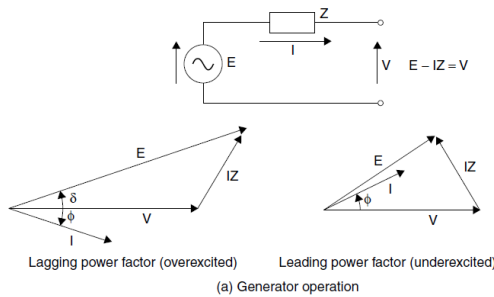 Z
I
E
V
E – IZ = V
E
IZ
δ
φ
V
I
E
IZ
I
φ
V
Lagging power factor (overexcited)
Leading power factor (underexcited)
(a) Generator operation